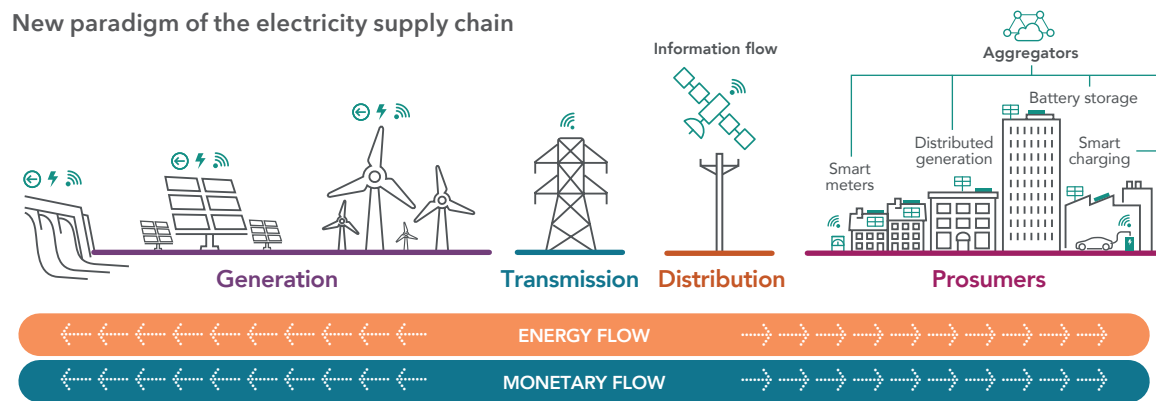 New paradigm of the electricity supply chain
Information flow
Aggregators
Battery storage
Distributed
generation
Smart
charging
Smart
meters
Generation
Transmission
Distribution
Prosumers
ENERGY FLOW
MONETARY FLOW